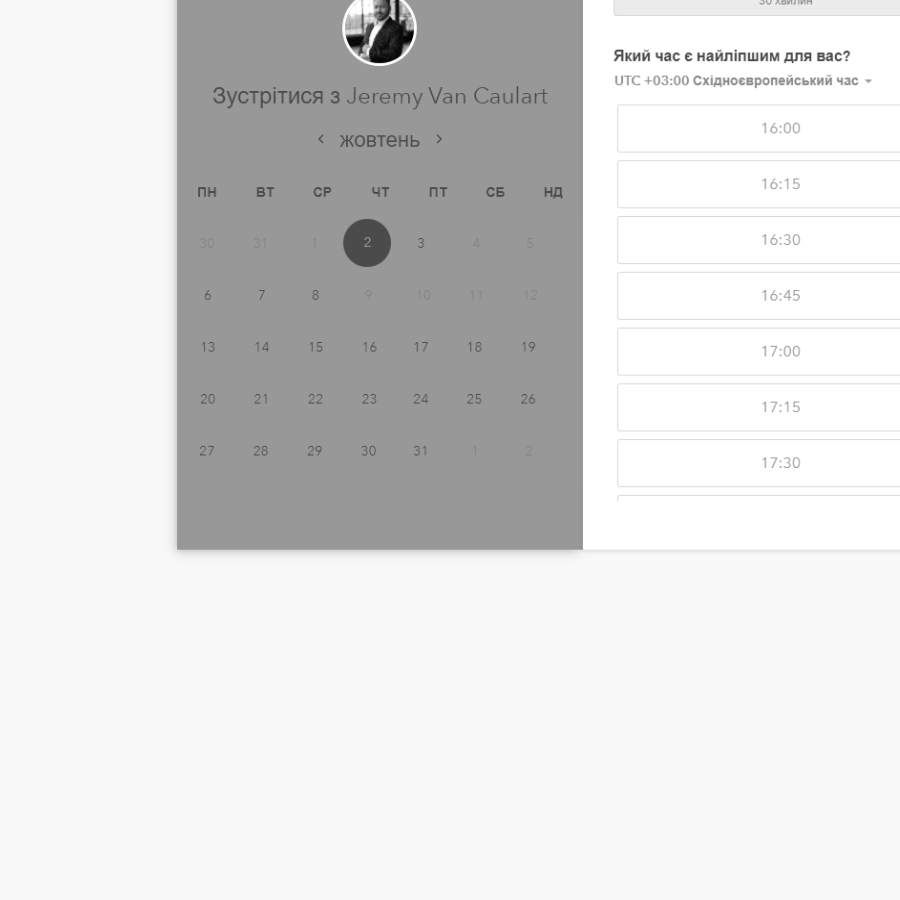 Зустрітися з Jeremy Van Caulart
жовтень
ПН ВТ СР ЧТ ПТ СБ НД
30 31 1 2 3 4 5
6 7 8 9 10 11 12
13 14 15 16 17 18 19
20 21 22 23 24 25 26
27 28 29 30 31 1 2
30 хвилин
Який час є найліпшим для вас?
UTC +03:00 Східноєвропейський час
16:00
16:15
16:30
16:45
17:00
17:15
17:30